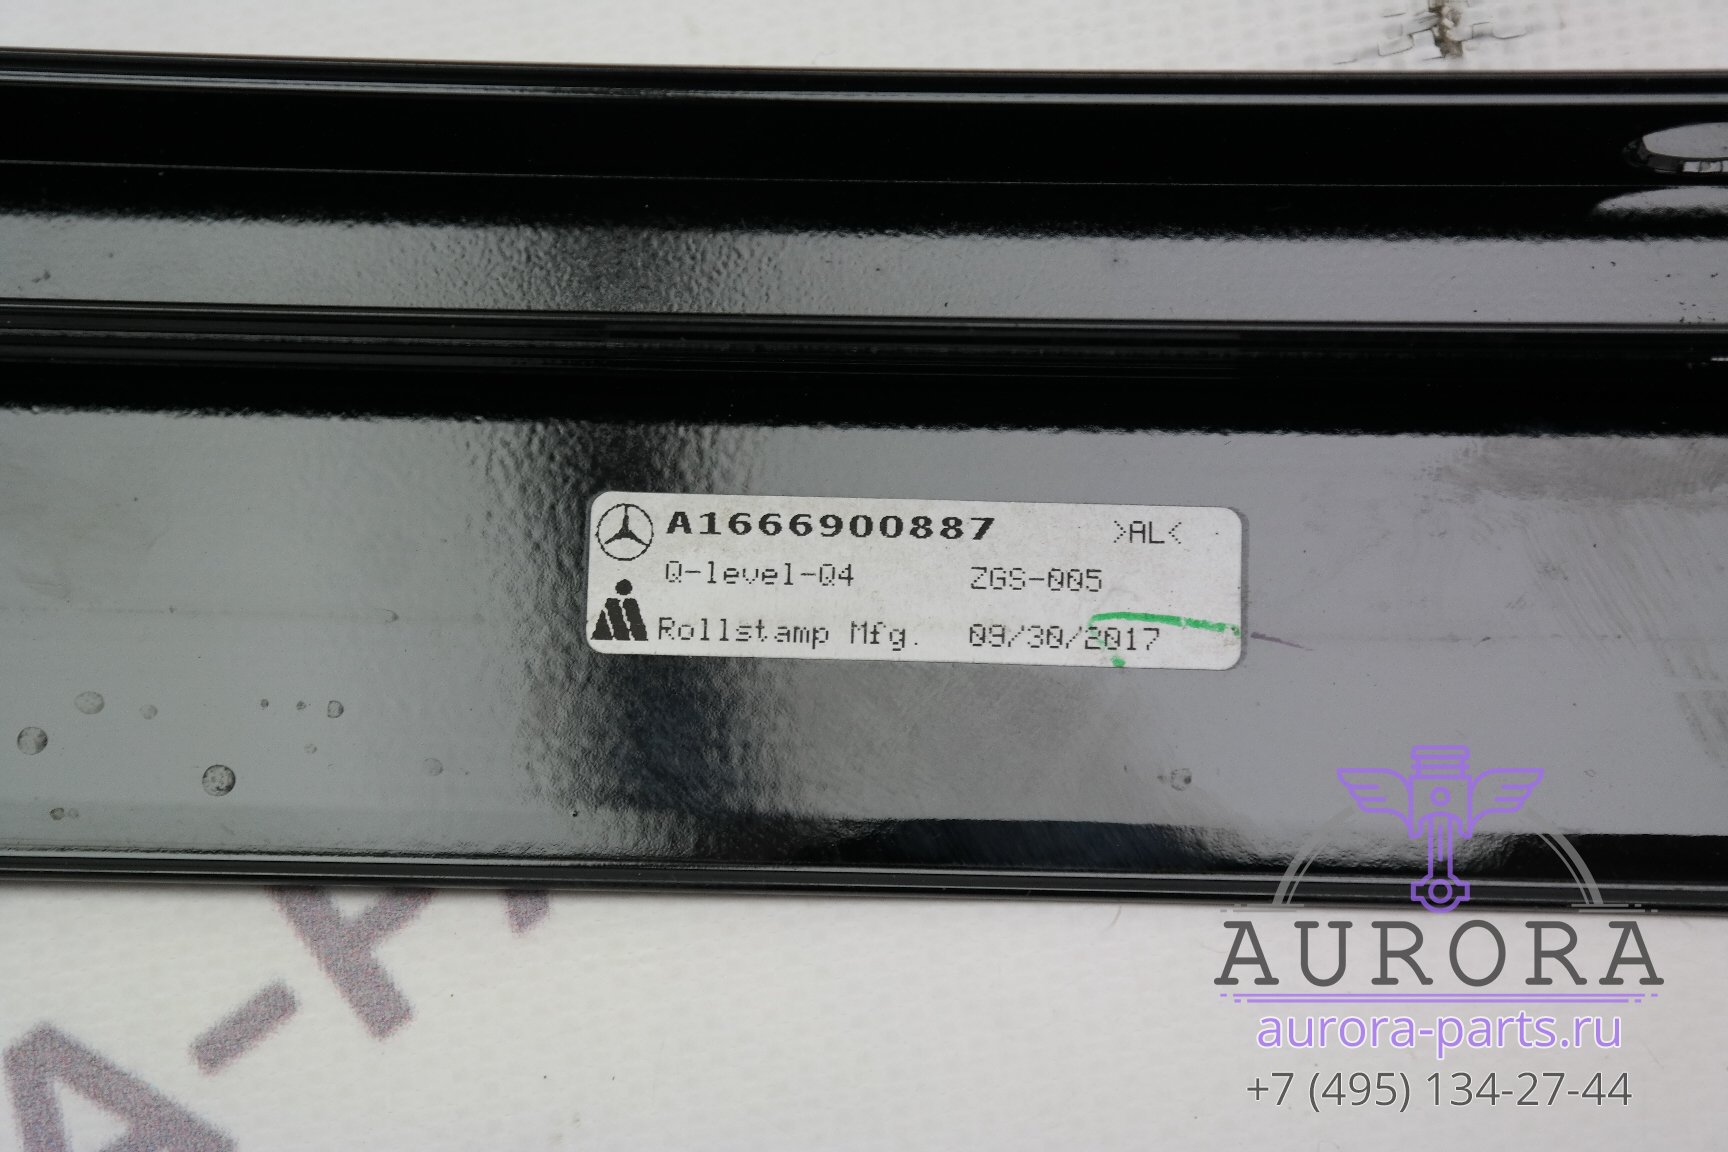 A1666900887 >AL<
Q-level-Q4 ZGS-005
Rollstamp Mfg. 09/30/2017
AURORA
aurora-parts.ru
+7 (495) 134-27-44